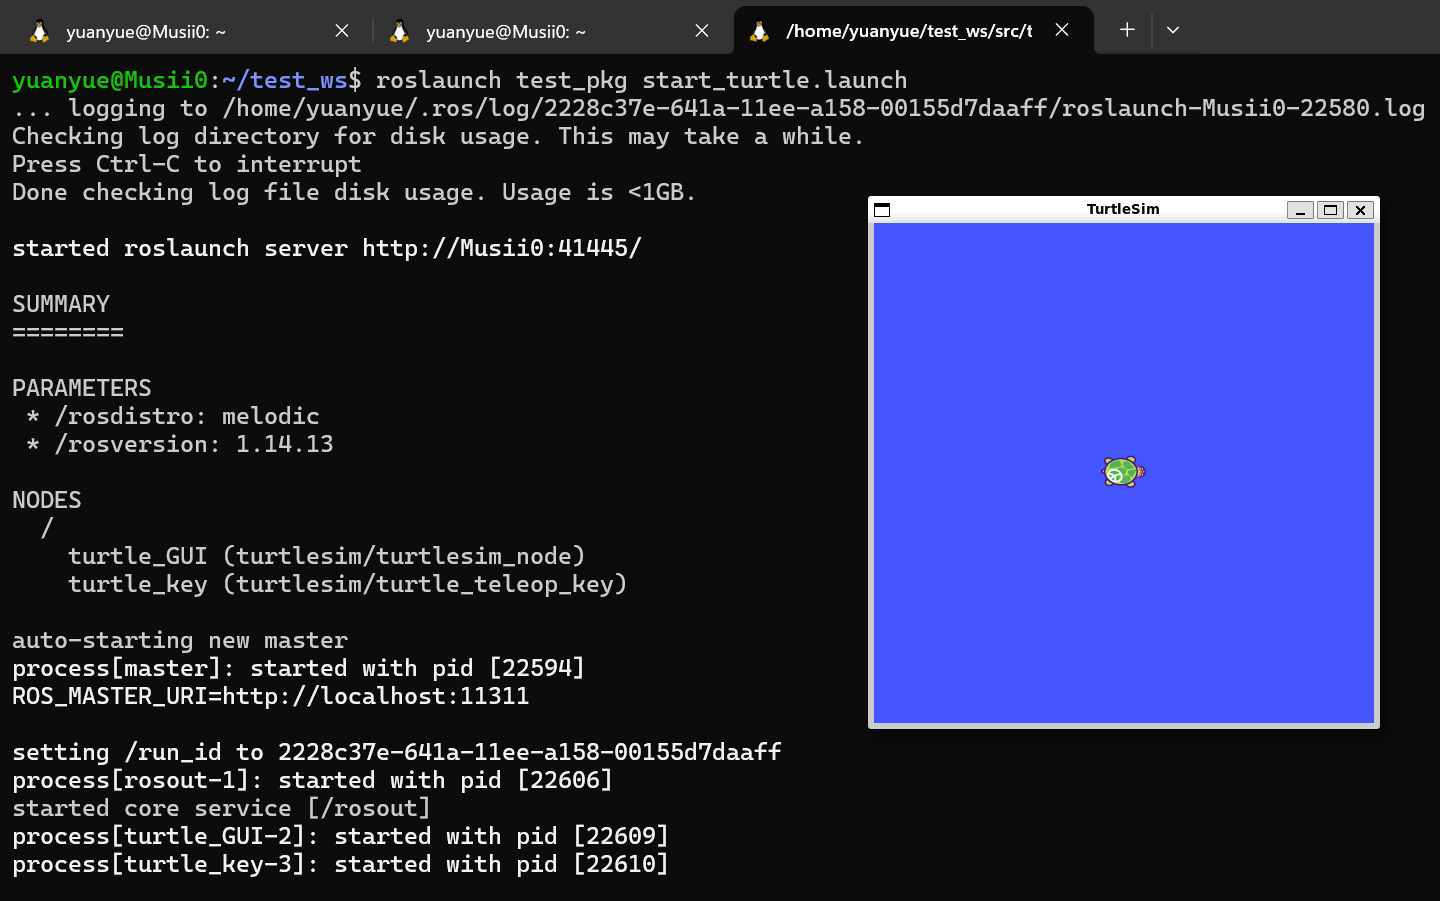 yuanyue@Musii0: ~
yuanyue@Musii0: ~
/home/yuanyue/test_ws/src/t
yuanyue@Musii0:~/test_ws$ roslaunch test_pkg start_turtle.launch
... logging to /home/yuanyue/.ros/log/2228c37e-641a-11ee-a158-00155d7daaff/roslaunch-Musii0-22580.log
Checking log directory for disk usage. This may take a while.
Press Ctrl-C to interrupt
Done checking log file disk usage. Usage is <1GB.
started roslaunch server http://Musii0:41445/
SUMMARY
========
PARAMETERS
* /rosdistro: melodic
* /rosversion: 1.14.13
NODES
/
turtle_GUI (turtlesim/turtlesim_node)
turtle_key (turtlesim/turtle_teleop_key)
auto-starting new master
process[master]: started with pid [22594]
ROS_MASTER_URI=http://localhost:11311
setting /run_id to 2228c37e-641a-11ee-a158-00155d7daaff
process[rosout-1]: started with pid [22606]
started core service [/rosout]
process[turtle_GUI-2]: started with pid [22609]
process[turtle_key-3]: started with pid [22610]
TurtleSim